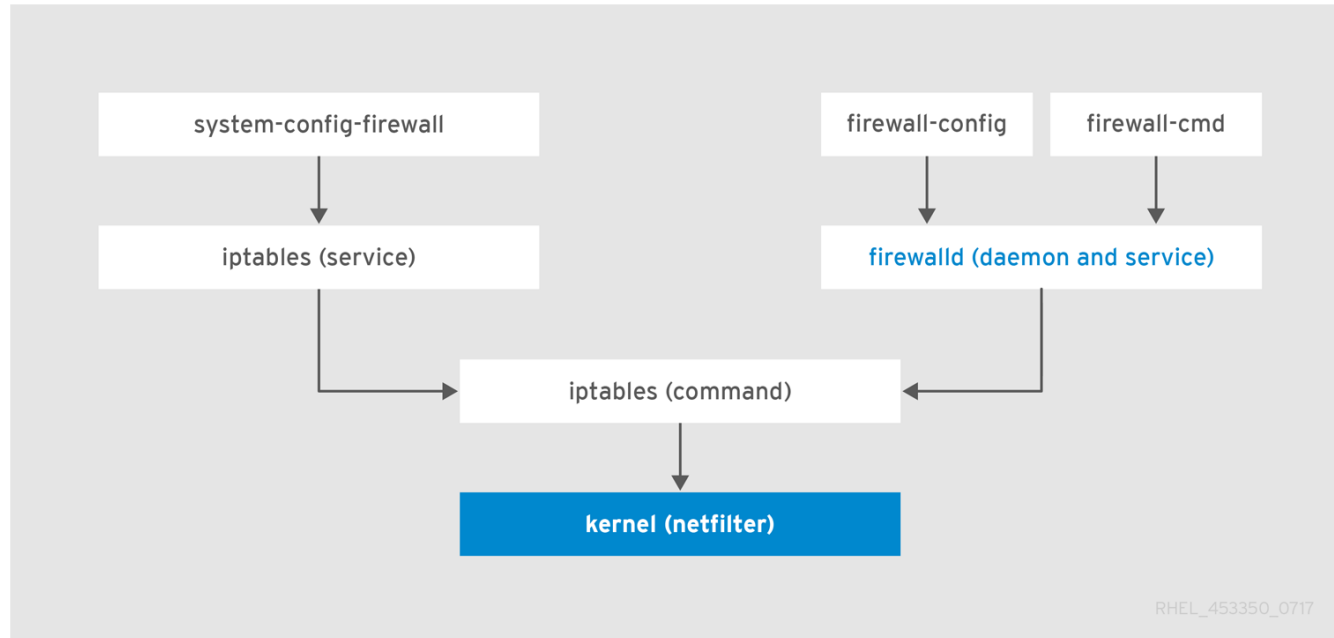 system-config-firewall
firewall-config
firewall-cmd
iptables (service)
firewalld (daemon and service)
iptables (command)
kernel (netfilter)
RHEL_453350_0717